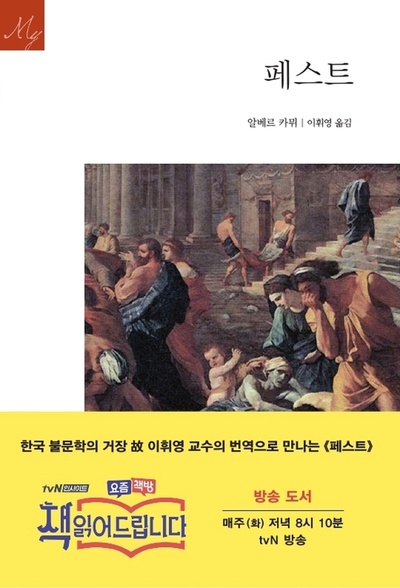 My
페스트
알베르 카뮈 | 이휘영 옮김
한국 불문학의 거장 故 이휘영 교수의 번역으로 만나는 《페스트》
tvN 인사이트
요즘 책방
책 읽어드립니다
방송 도서
매주(화) 저녁 8시 10분
tvN 방송